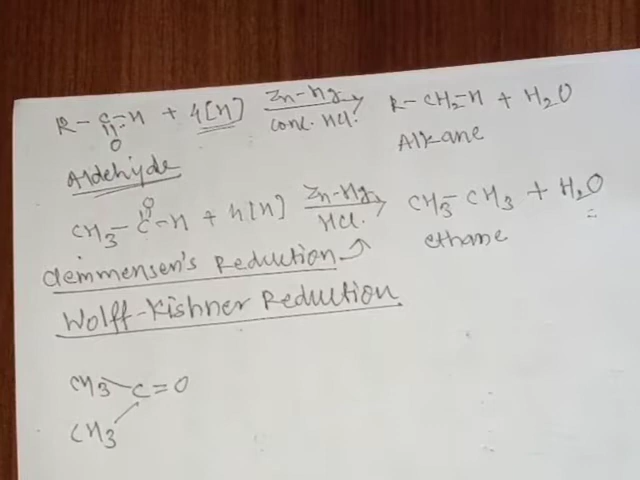 R-C-H + 4[H] Zn-Hg Conc. HCl. R-CH2-H + H2O
O
Aldehyde Alkane
O
CH3-C-H + 4[H] Zn-Hg HCl. CH3-CH3 + H2O
ethane
Clemmensen's Reduction
Wolff-Kishner Reduction
CH3
C=O
CH3